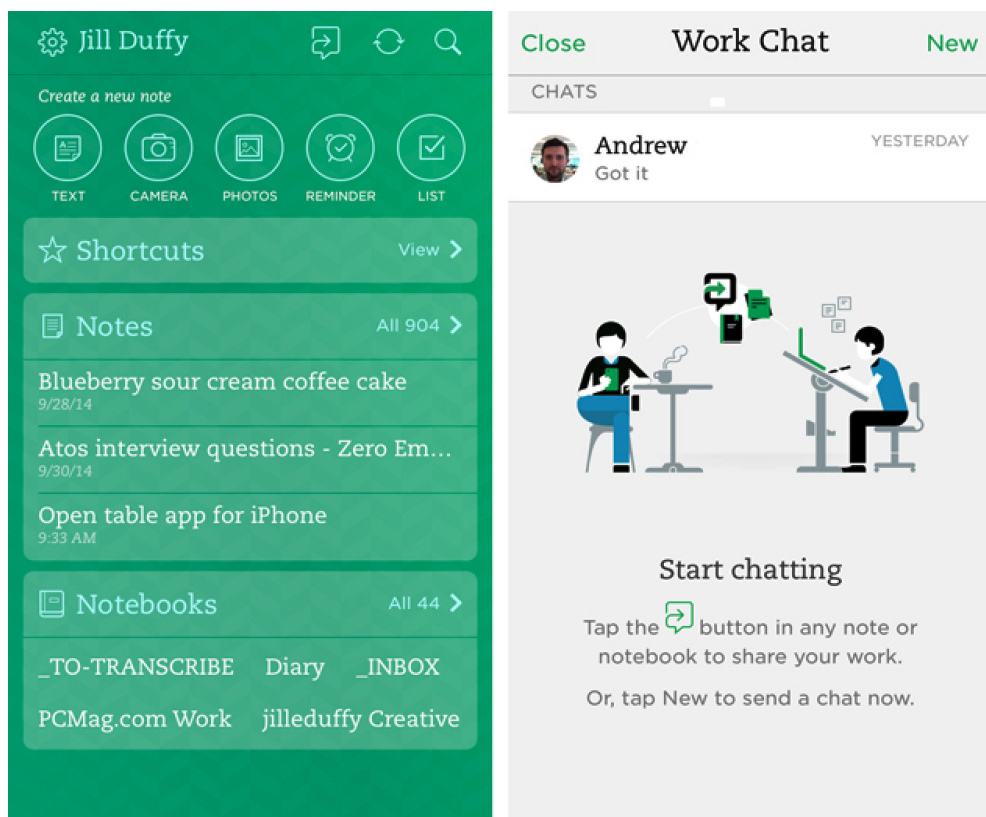 Jill Duffy
Create a new note
TEXT
CAMERA
PHOTOS
REMINDER
LIST
Shortcuts
View
Notes
All 904
Blueberry sour cream coffee cake
9/28/14
Atos interview questions - Zero Em...
9/30/14
Open table app for iPhone
9:33 AM
Notebooks
All 44
_TO-TRANSCRIBE Diary _INBOX
PCMag.com Work jilleduffy Creative
Close Work Chat New
CHATS
Andrew
YESTERDAY
Got it
Start chatting
Tap the button in any note or
notebook to share your work.
Or, tap New to send a chat now.